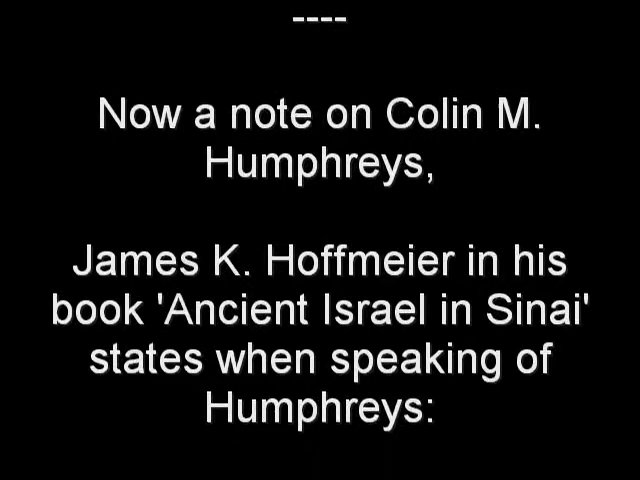 ----
Now a note on Colin M.
Humphreys,
James K. Hoffmeier in his
book 'Ancient Israel in Sinai'
states when speaking of
Humphreys: